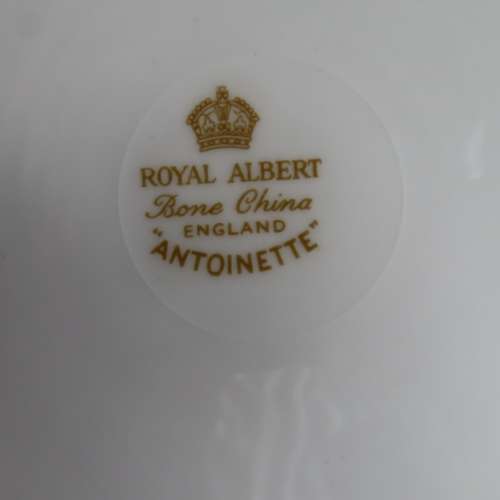 ROYAL ALBERT
Bone China
ENGLAND
"ANTOINETTE"